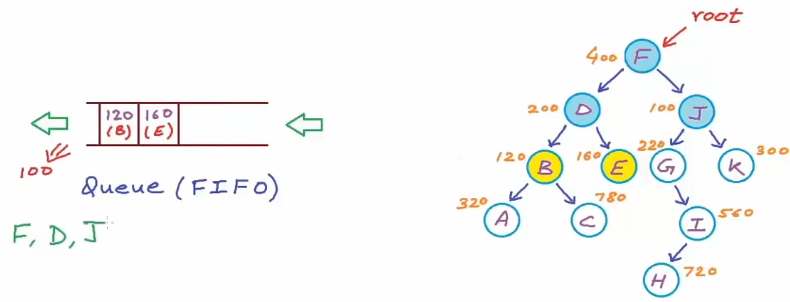 root
400 F
200 D
100 J
120 160
(B) (E)
120 B
160 E
220 G
K 300
100
Queue (FIFO)
320 A
C 780
I 560
F, D, J
H 720